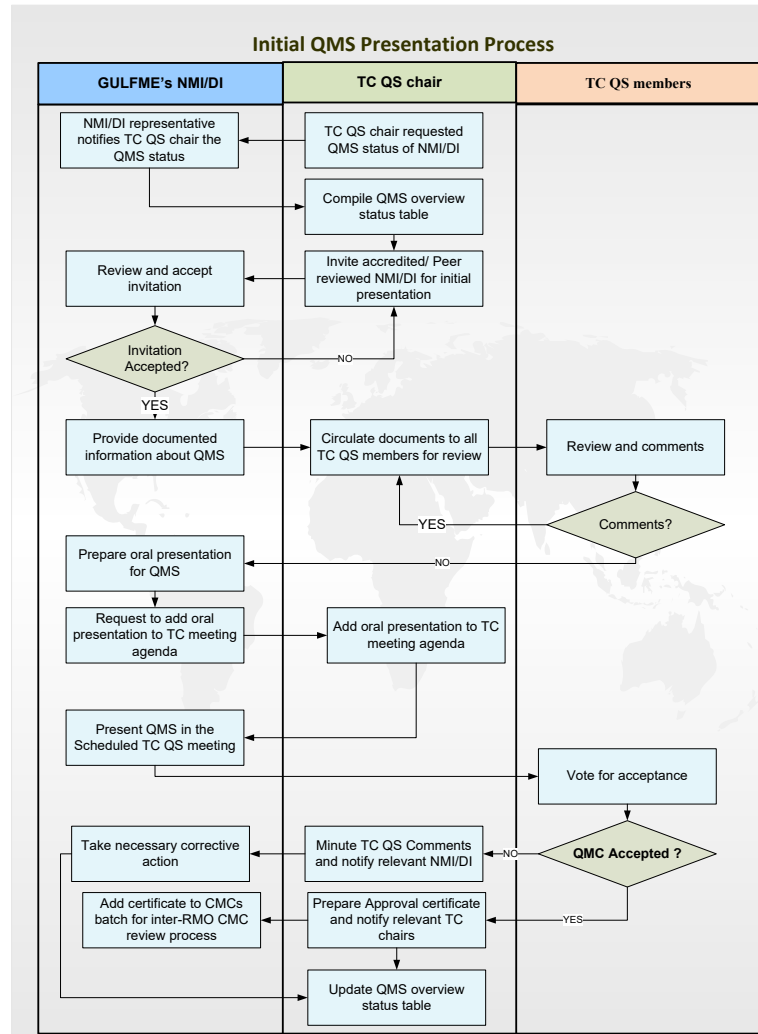 Initial QMS Presentation Process
GULFME's NMI/DI
TC QS chair
TC QS members
NMI/DI representative
notifies TC QS chair the
QMS status
TC QS chair requested
QMS status of NMI/DI
Compile QMS overview
status table
Review and accept
invitation
Invite accredited/ Peer
reviewed NMI/DI for initial
presentation
Invitation
Accepted?
NO
YES
Provide documented
information about QMS
Circulate documents to all
TC QS members for review
Review and comments
Comments?
YES
NO
Prepare oral presentation
for QMS
Request to add oral
presentation to TC meeting
agenda
Add oral presentation to TC
meeting agenda
Present QMS in the
Scheduled TC QS meeting
Vote for acceptance
QMC Accepted ?
NO
Minute TC QS Comments
and notify relevant NMI/DI
Take necessary corrective
action
YES
Prepare Approval certificate
and notify relevant TC
chairs
Add certificate to CMCs
batch for inter-RMO CMC
review process
Update QMS overview
status table